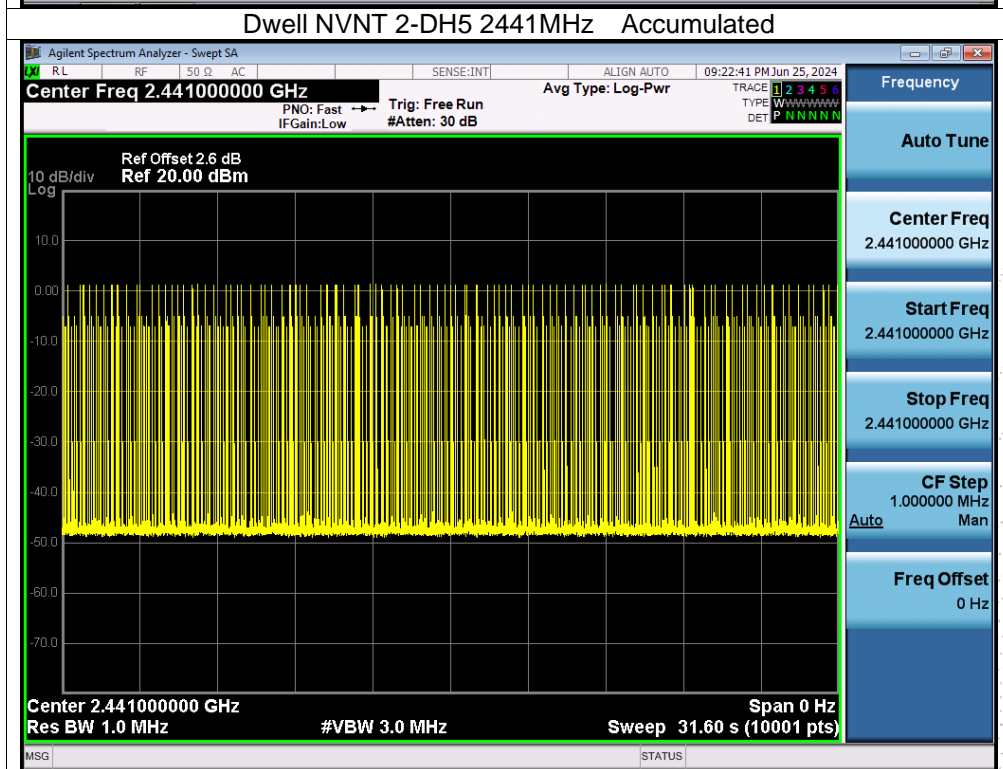 Dwell NVNT 2-DH5 2441MHz Accumulated
Agilent Spectrum Analyzer - Swept SA
LXI RL RF 50 Ω AC SENSE:INT ALIGN AUTO 09:22:41 PM Jun 25, 2024
Center Freq 2.441000000 GHz
PNO: Fast
IFGain:Low
Trig: Free Run
#Atten: 30 dB
Avg Type: Log-Pwr
TRACE 1 2 3 4 5 6
TYPE WWWWWWW
DET P N N N N N
Ref Offset 2.6 dB
10 dB/div Ref 20.00 dBm
Log
10.0
0.00
-10.0
-20.0
-30.0
-40.0
-50.0
-60.0
-70.0
Center 2.441000000 GHz Span 0 Hz
Res BW 1.0 MHz #VBW 3.0 MHz Sweep 31.60 s (10001 pts)
MSG STATUS
Frequency
Auto Tune
Center Freq
2.441000000 GHz
Start Freq
2.441000000 GHz
Stop Freq
2.441000000 GHz
CF Step
1.000000 MHz
Auto Man
Freq Offset
0 Hz